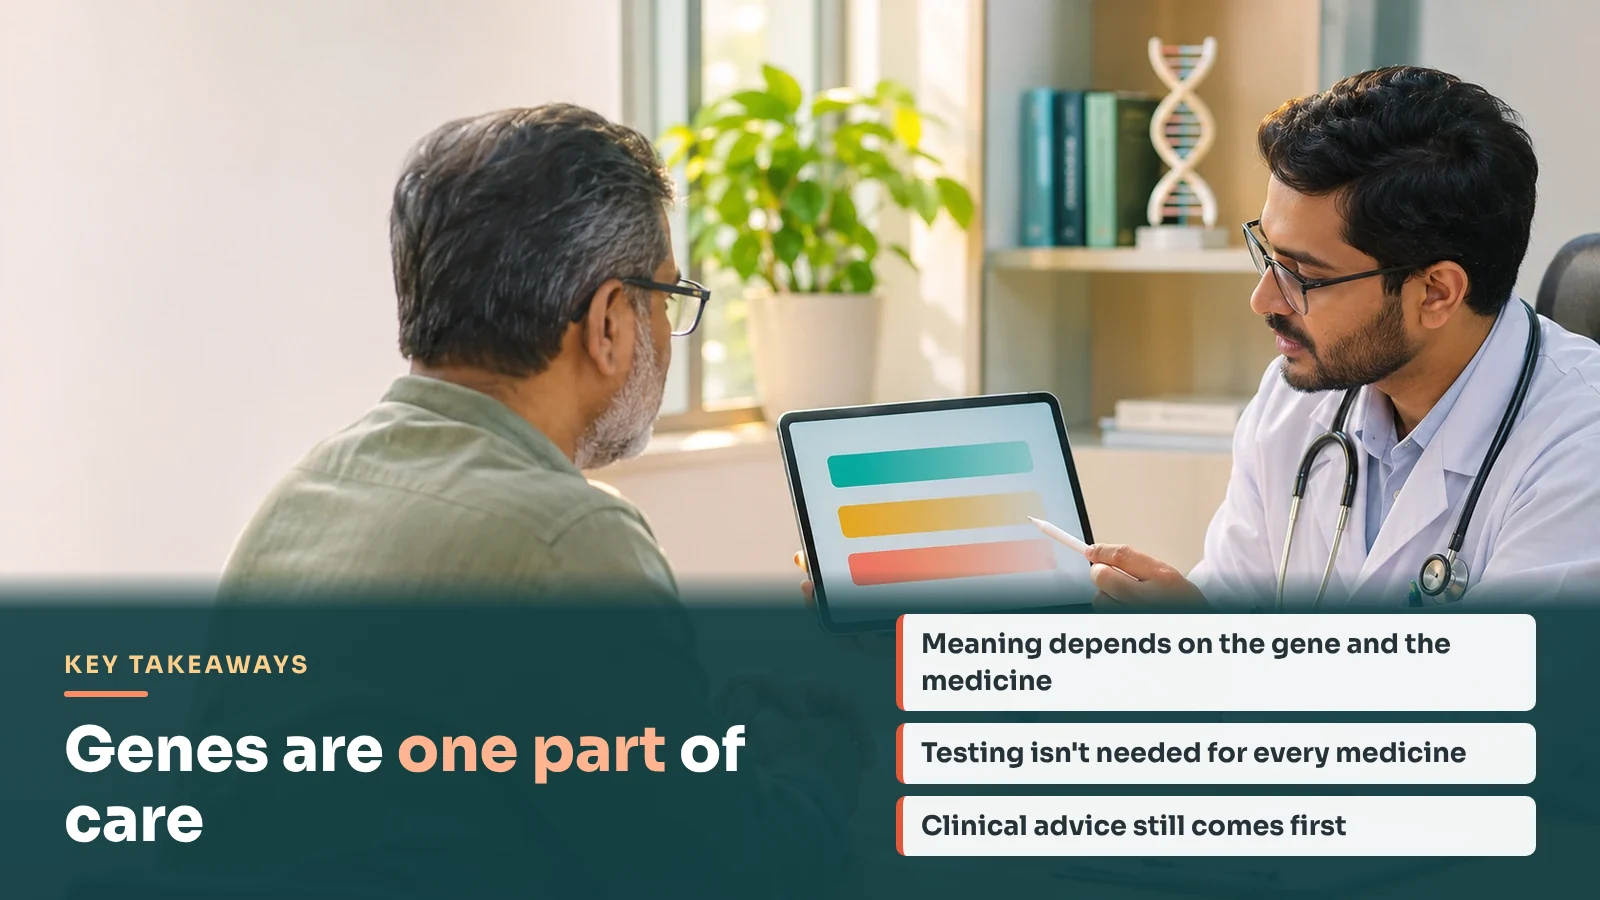 KEY TAKEAWAYS
Genes are one part of
care
Meaning depends on the gene and the
medicine
Testing isn't needed for every medicine
Clinical advice still comes first